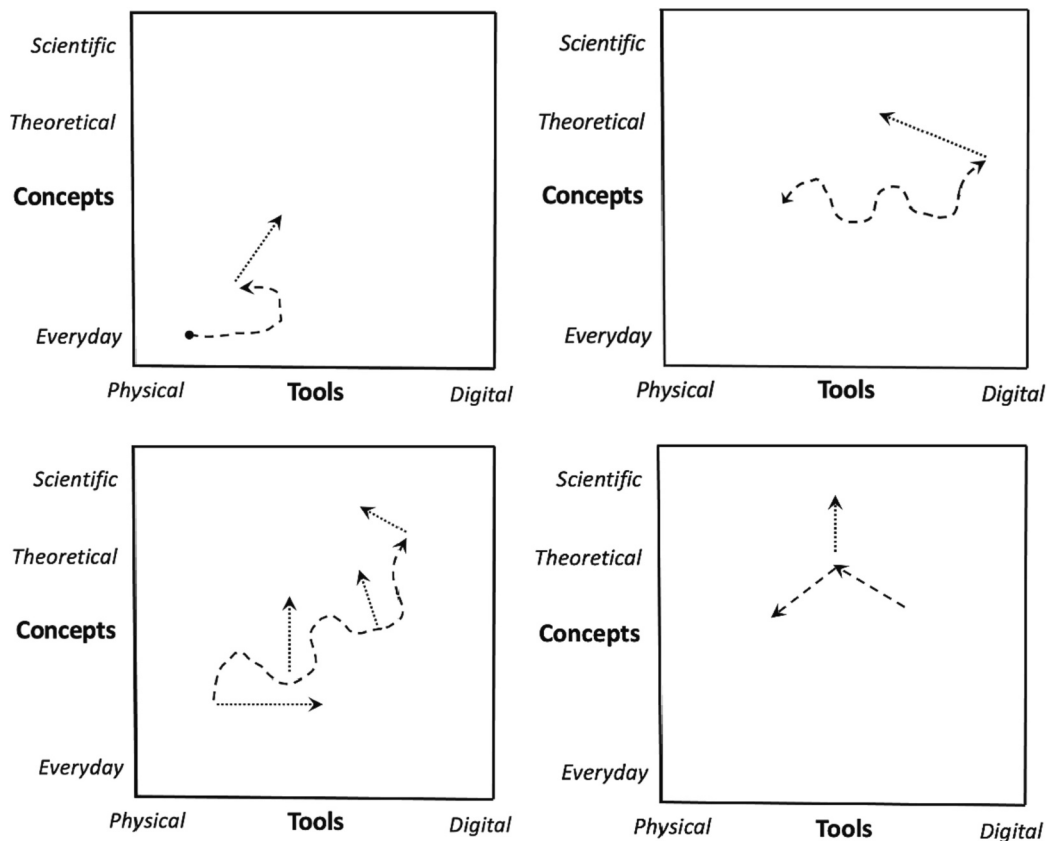 Scientific
Theoretical
Concepts
Everyday
Physical Tools Digital
Scientific
Theoretical
Concepts
Everyday
Physical Tools Digital
Scientific
Theoretical
Concepts
Everyday
Physical Tools Digital
Scientific
Theoretical
Concepts
Everyday
Physical Tools Digital